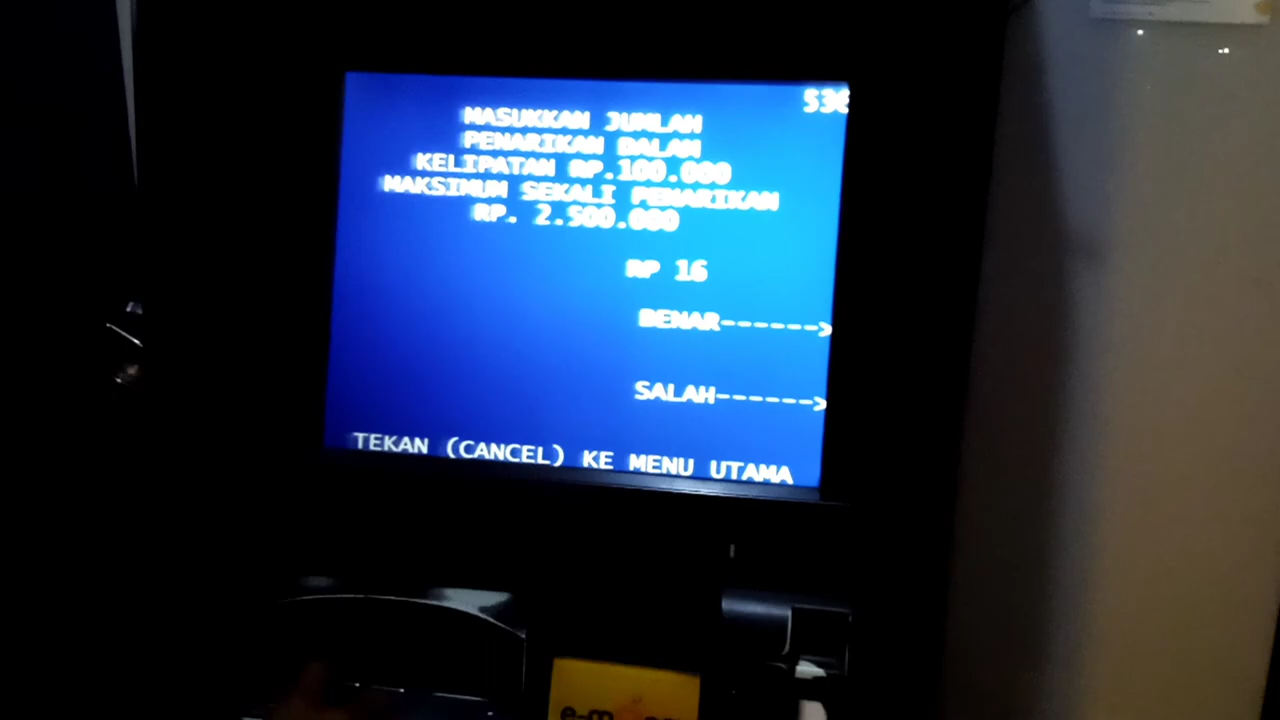 536
MASUKKAN JUMLAH
PENARIKAN DALAM
KELIPATAN RP.100.000
MAKSIMUM SEKALI PENARIKAN
RP. 2.500.000
RP 16
BENAR------>
SALAH------>
TEKAN (CANCEL) KE MENU UTAMA